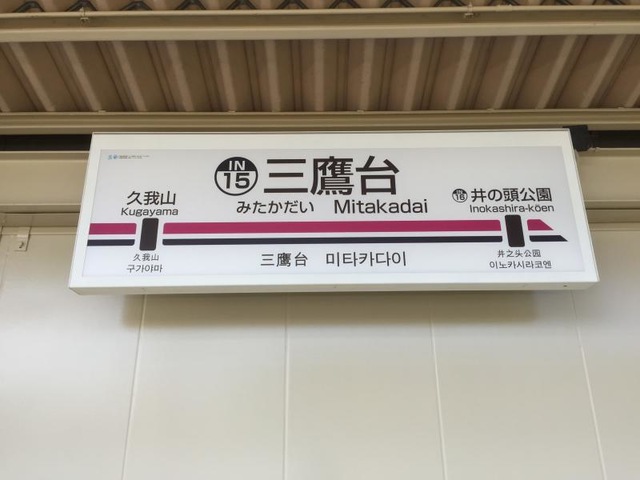 IN
15
三鷹台
みたかだい Mitakadai
久我山
Kugayama
久我山
구가야마
三鷹台 미타카다이
IN
16
井の頭公園
Inokashira-kōen
井之头公园
이노카시라코엔